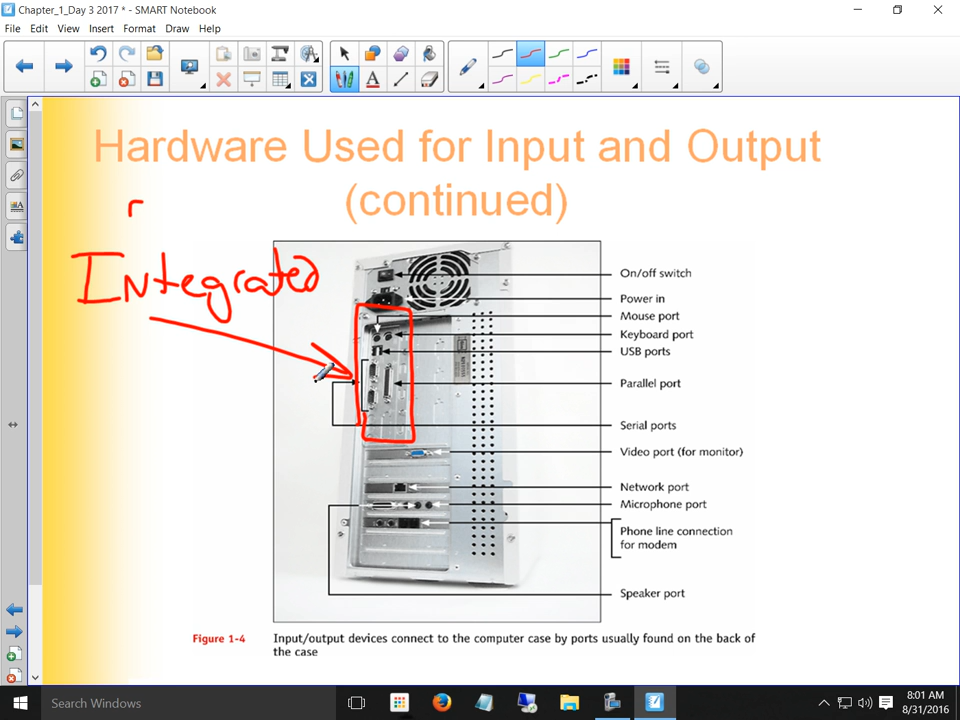 Chapter_1_Day 3 2017 * - SMART Notebook
File Edit View Insert Format Draw Help
Hardware Used for Input and Output
(continued)
r
Integrated
On/off switch
Power in
Mouse port
Keyboard port
USB ports
Parallel port
Serial ports
Video port (for monitor)
Network port
Microphone port
Phone line connection
for modem
Speaker port
Figure 1-4 Input/output devices connect to the computer case by ports usually found on the back of
the case
Search Windows
8:01 AM
8/31/2016